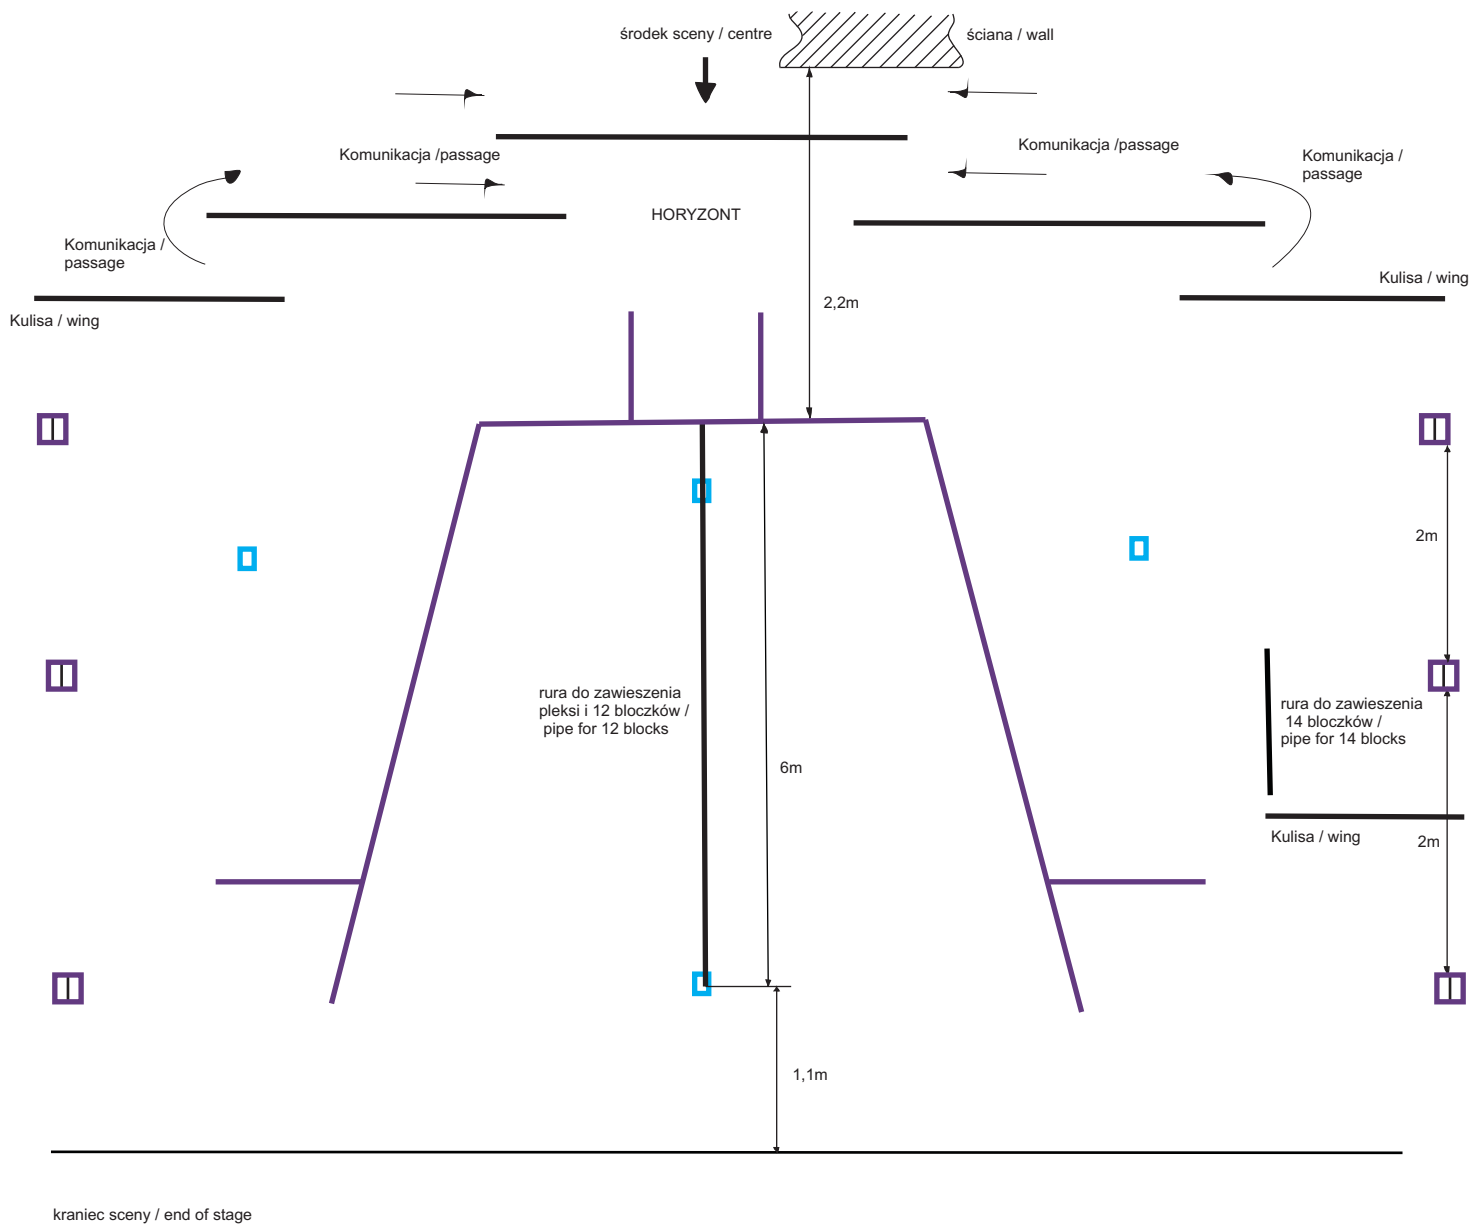 środek sceny / centre
ściana / wall
Komunikacja /passage
Komunikacja /passage
Komunikacja /
passage
HORYZONT
Komunikacja /
passage
Kulisa / wing
Kulisa / wing
2,2m
2m
rura do zawieszenia
pleksi i 12 bloczków /
pipe for 12 blocks
rura do zawieszenia
14 bloczków /
pipe for 14 blocks
6m
Kulisa / wing
2m
1,1m
kraniec sceny / end of stage